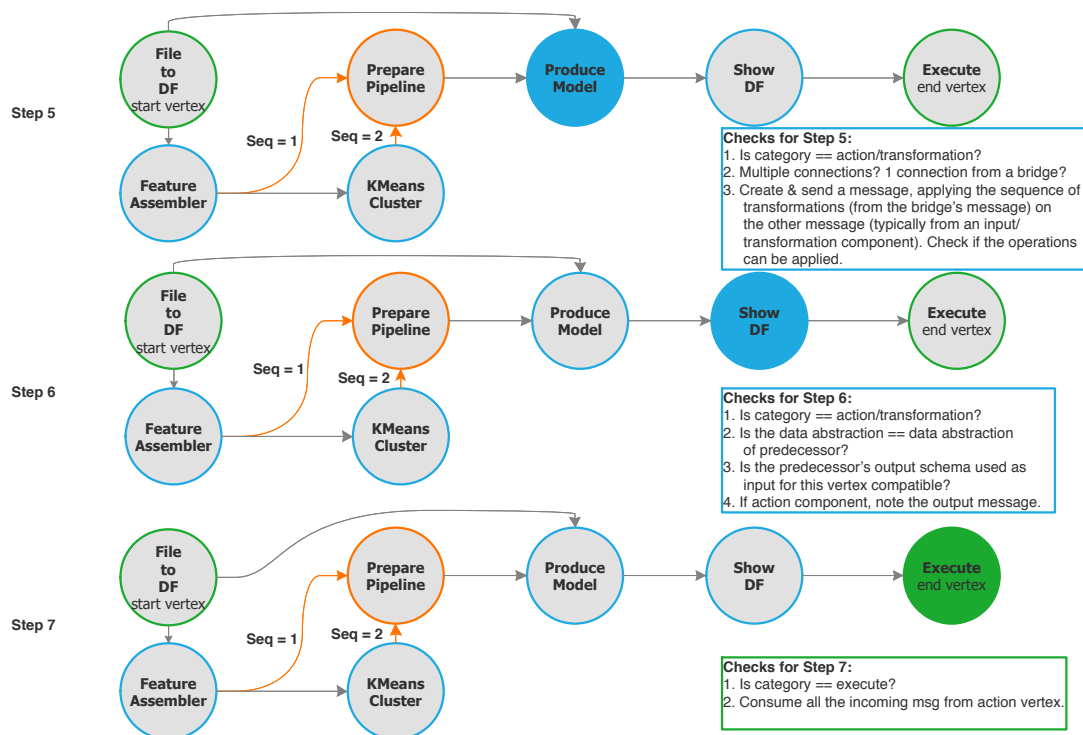 Step 5
File
to
DF
start vertex
Prepare
Pipeline
Produce
Model
Show
DF
Execute
end vertex
Seq = 1
Seq = 2
Feature
Assembler
KMeans
Cluster
Checks for Step 5:
1. Is category == action/transformation?
2. Multiple connections? 1 connection from a bridge?
3. Create & send a message, applying the sequence of
transformations (from the bridge's message) on
the other message (typically from an input/
transformation component). Check if the operations
can be applied.
Step 6
File
to
DF
start vertex
Prepare
Pipeline
Produce
Model
Show
DF
Execute
end vertex
Seq = 1
Seq = 2
Feature
Assembler
KMeans
Cluster
Checks for Step 6:
1. Is category == action/transformation?
2. Is the data abstraction == data abstraction
of predecessor?
3. Is the predecessor's output schema used as
input for this vertex compatible?
4. If action component, note the output message.
Step 7
File
to
DF
start vertex
Prepare
Pipeline
Produce
Model
Show
DF
Execute
end vertex
Seq = 1
Seq = 2
Feature
Assembler
KMeans
Cluster
Checks for Step 7:
1. Is category == execute?
2. Consume all the incoming msg from action vertex.